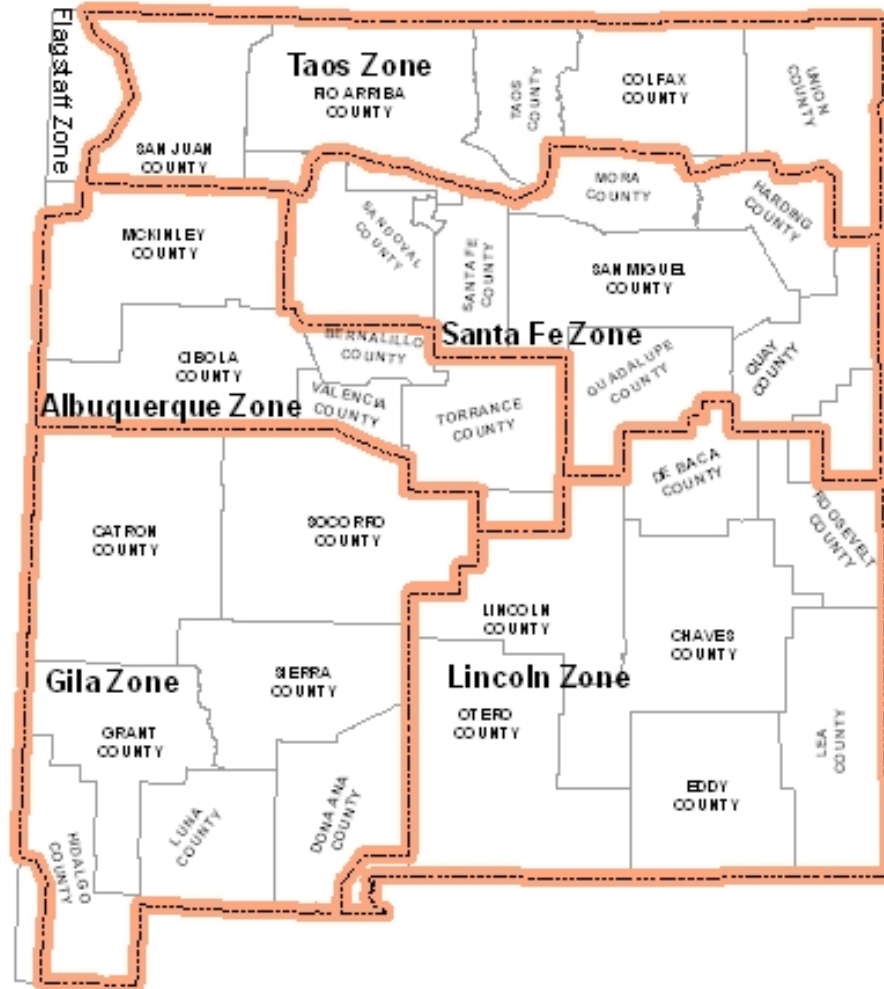 Flagstaff Zone
Taos Zone
RIO ARRIBA
COUNTY
TAOS
COUNTY
COLFAX
COUNTY
UNION
COUNTY
SAN JUAN
COUNTY
MORA
COUNTY
HARDING
COUNTY
MCKINLEY
COUNTY
SANDOVAL
COUNTY
SANTA FE
COUNTY
SAN MIGUEL
COUNTY
Santa Fe Zone
CIBOLA
COUNTY
BERNALILLO
COUNTY
GUADALUPE
COUNTY
QUAY
COUNTY
Albuquerque Zone
VALENCIA
COUNTY
TORRANCE
COUNTY
DE BACA
COUNTY
ROOSEVELT
COUNTY
CATRON
COUNTY
SOCORRO
COUNTY
LINCOLN
COUNTY
CHAVES
COUNTY
Gila Zone
SIERRA
COUNTY
Lincoln Zone
GRANT
COUNTY
OTERO
COUNTY
LEA
COUNTY
LUNA
COUNTY
DONA ANA
COUNTY
EDDY
COUNTY
HIDALGO
COUNTY